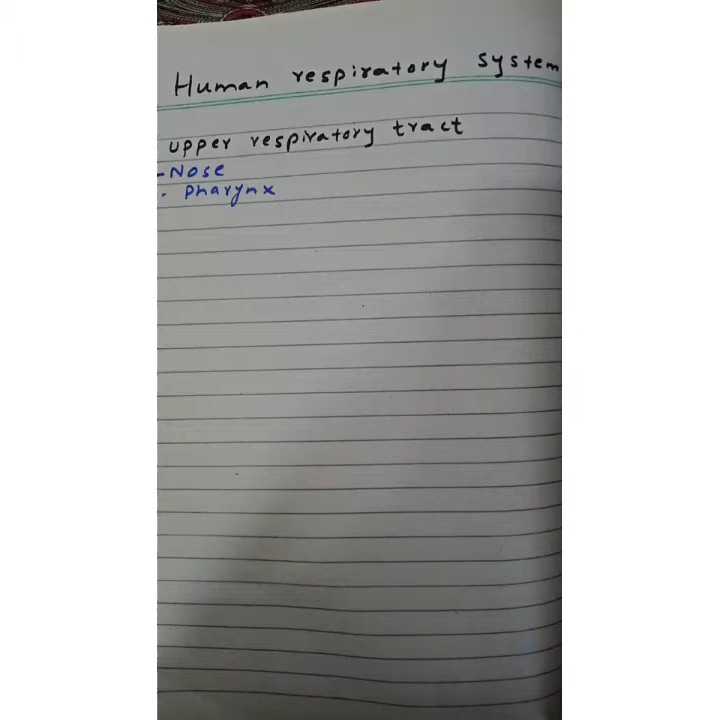 Human respiratory system
upper respiratory tract
- Nose
- pharynx